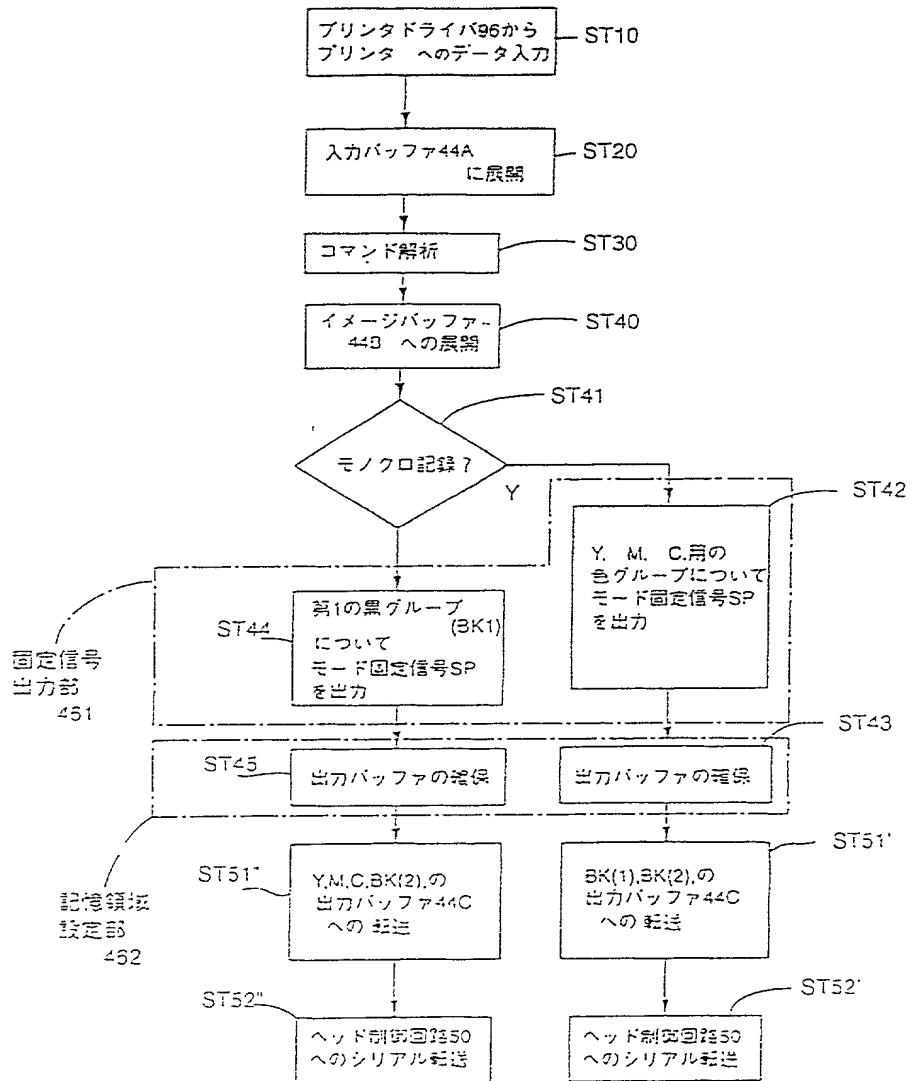 プリンタドライバ96から
プリンタ へのデータ入力
ST10
入力バッファ44A
に展開
ST20
コマンド解析
ST30
イメージバッファ
44B への展開
ST40
ST41
モノクロ記録？
Y
ST42
Y, M, C,用の
色グループについて
モード固定信号SP
を出力
ST44
第1の黒グループ
(BK1)
について
モード固定信号SP
を出力
固定信号
出力部
461
ST43
ST45
出力バッファの確保
出力バッファの確保
記憶領域
設定部
462
ST51"
Y,M,C,BK(2),の
出力バッファ44C
への 転送
ST51'
BK(1),BK(2),の
出力バッファ44C
への 転送
ST52"
ヘッド制御回路50
へのシリアル転送
ST52'
ヘッド制御回路50
へのシリアル転送